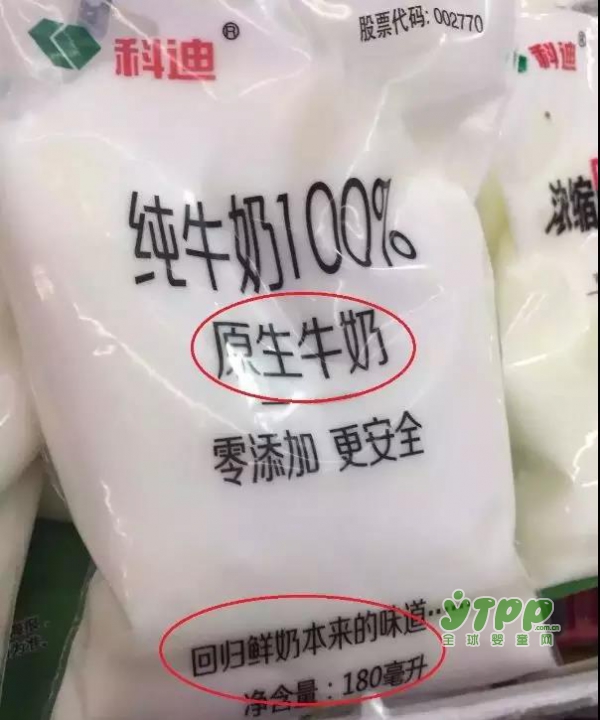 科迪®
股票代码: 002770
科迪
纯牛奶100%
浓缩
原生牛奶
零添加 更安全
回归鲜奶本来的味道······
净含量：180毫升
ytpp.com.cn
全球婴童网